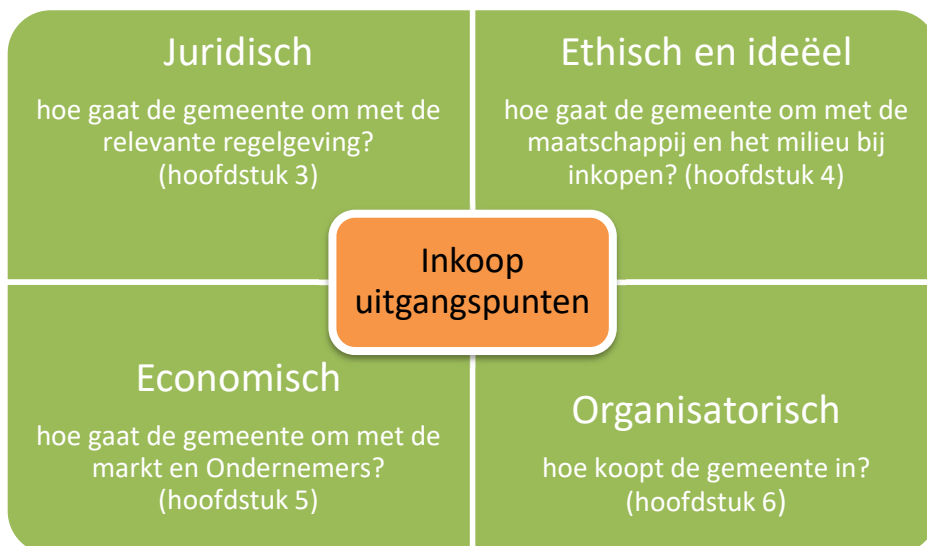 Juridisch
hoe gaat de gemeente om met de
relevante regelgeving?
(hoofdstuk 3)
Ethisch en ideëel
hoe gaat de gemeente om met de
maatschappij en het milieu bij
inkopen? (hoofdstuk 4)
Inkoop
uitgangspunten
Economisch
hoe gaat de gemeente om met de
markt en Ondernemers?
(hoofdstuk 5)
Organisatorisch
hoe koopt de gemeente in?
(hoofdstuk 6)